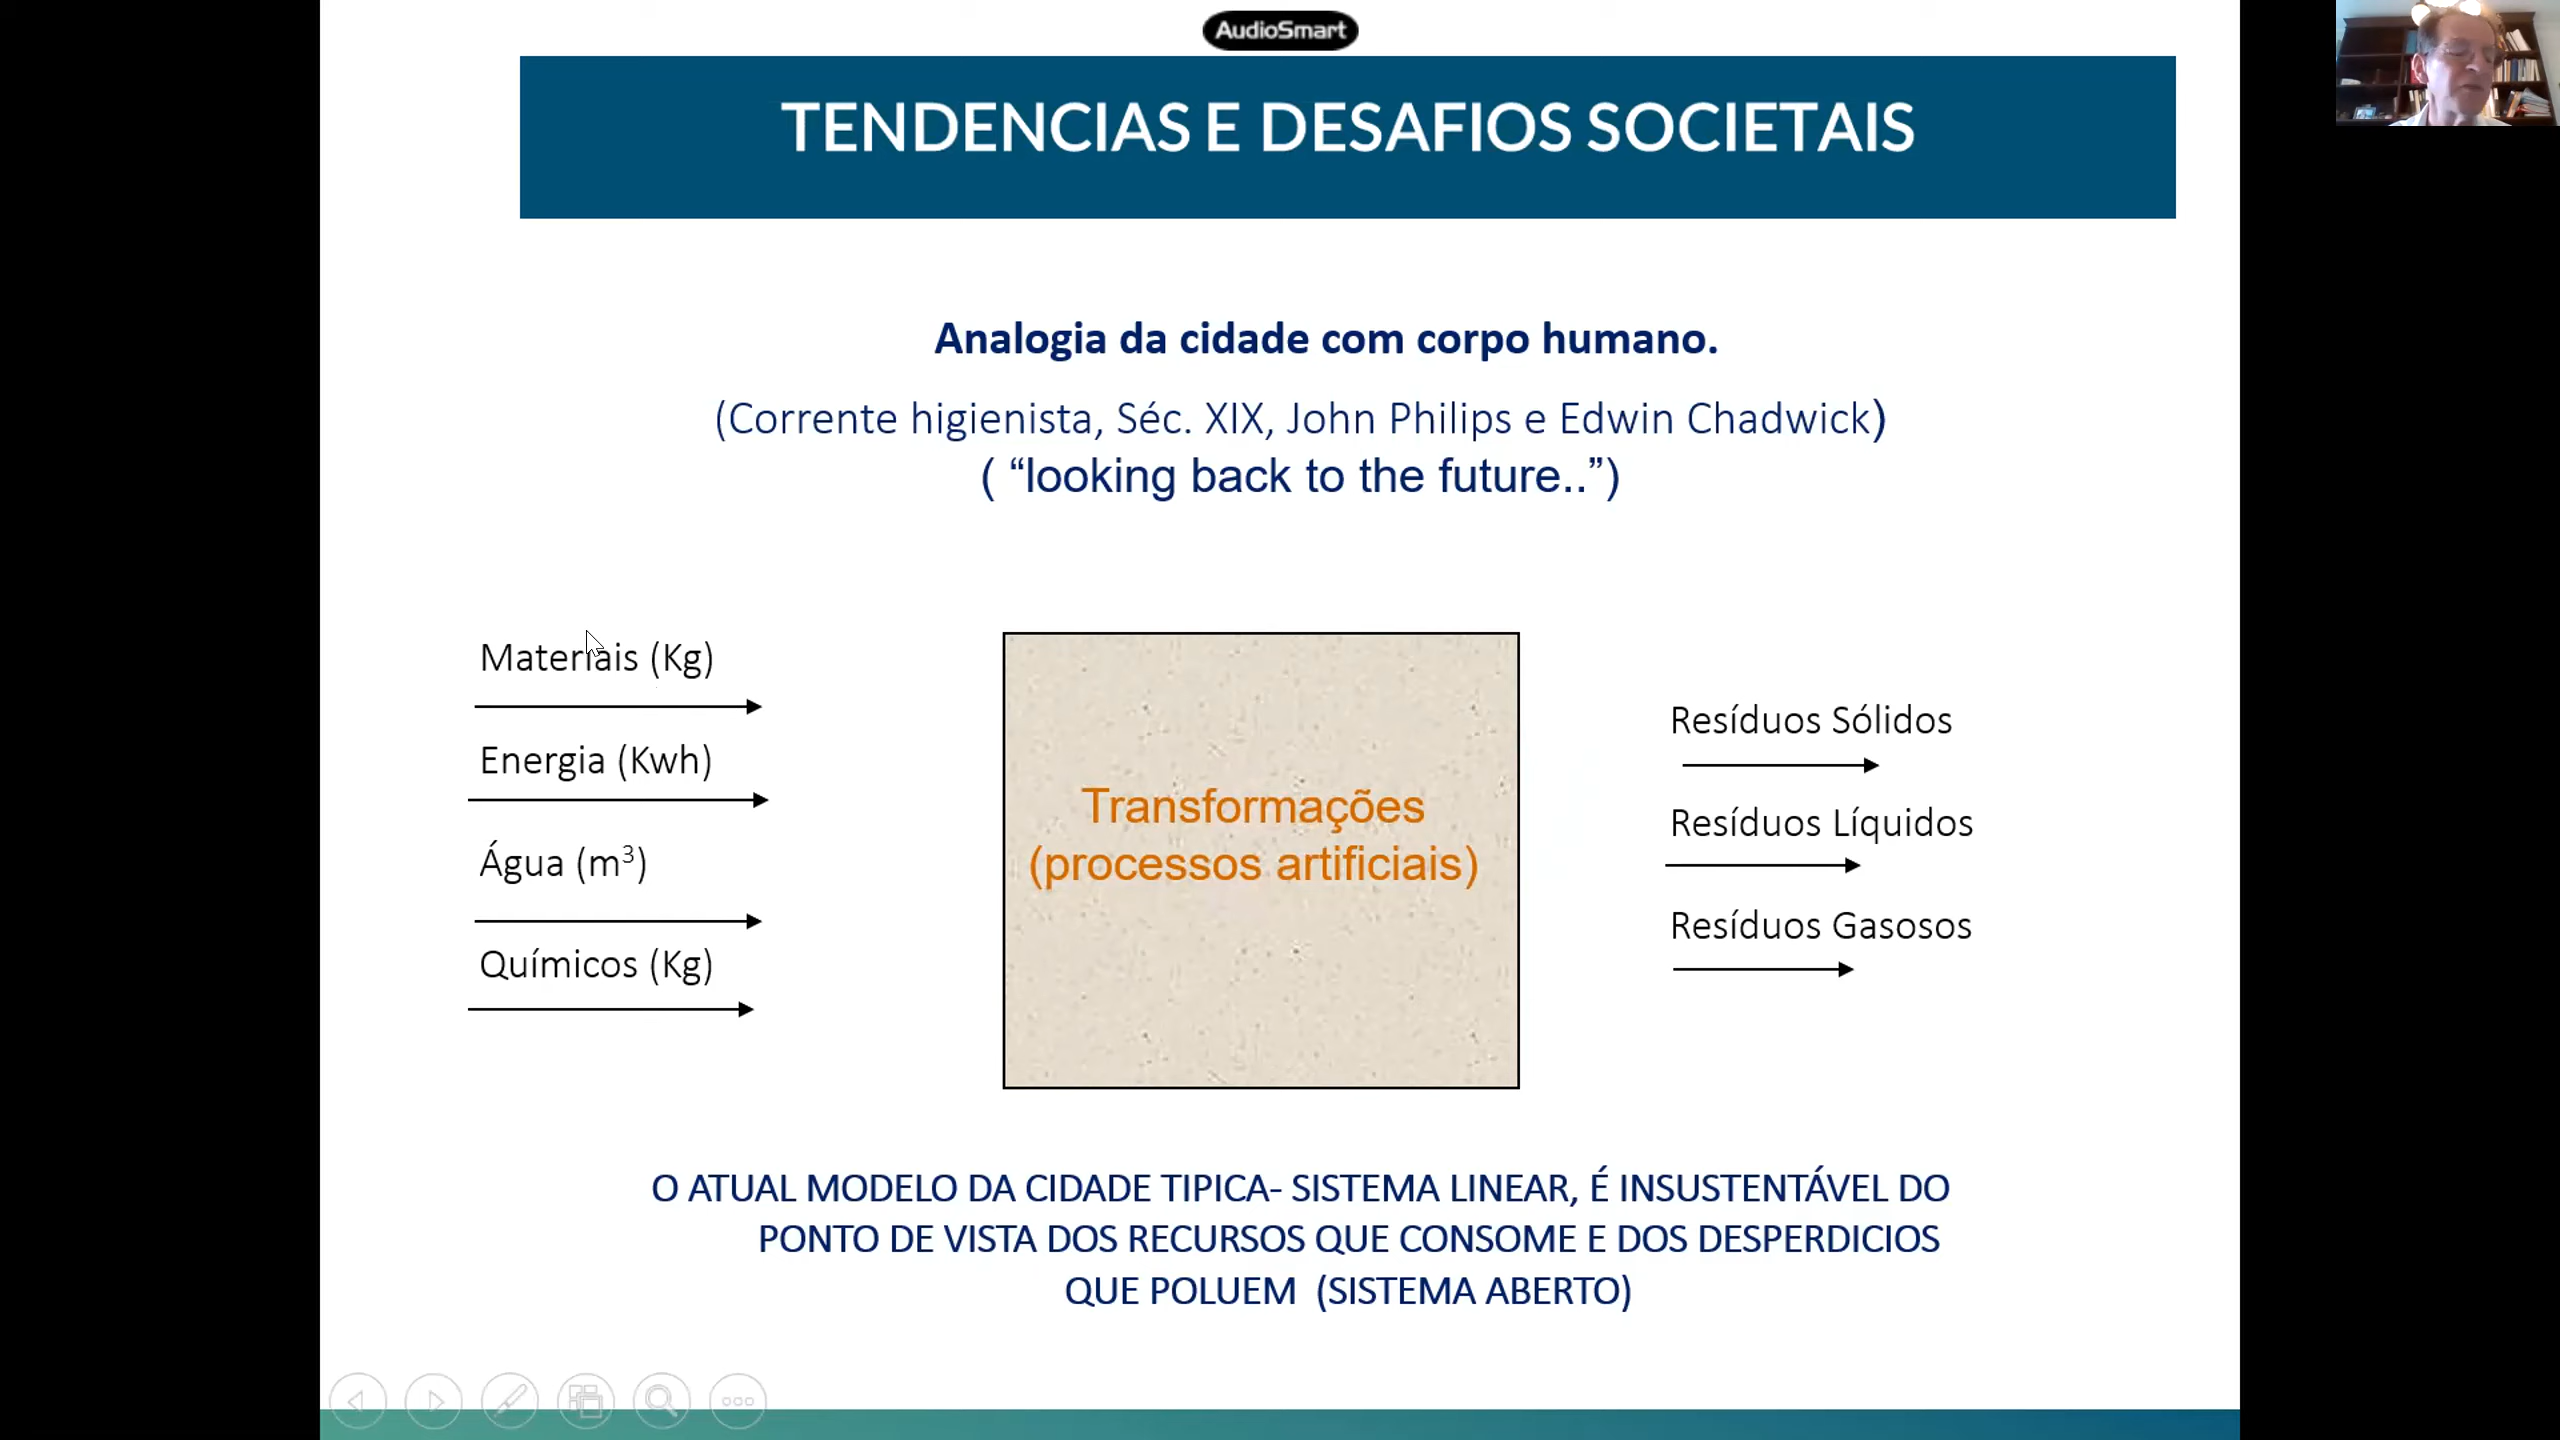 AudioSmart
TENDENCIAS E DESAFIOS SOCIETAIS
Analogia da cidade com corpo humano.
(Corrente higienista, Séc. XIX, John Philips e Edwin Chadwick)
( “looking back to the future..”)
Materiais (Kg)
Energia (Kwh)
Água (m³)
Químicos (Kg)
Transformações
(processos artificiais)
Resíduos Sólidos
Resíduos Líquidos
Resíduos Gasosos
O ATUAL MODELO DA CIDADE TIPICA- SISTEMA LINEAR, É INSUSTENTÁVEL DO
PONTO DE VISTA DOS RECURSOS QUE CONSOME E DOS DESPERDICIOS
QUE POLUEM (SISTEMA ABERTO)